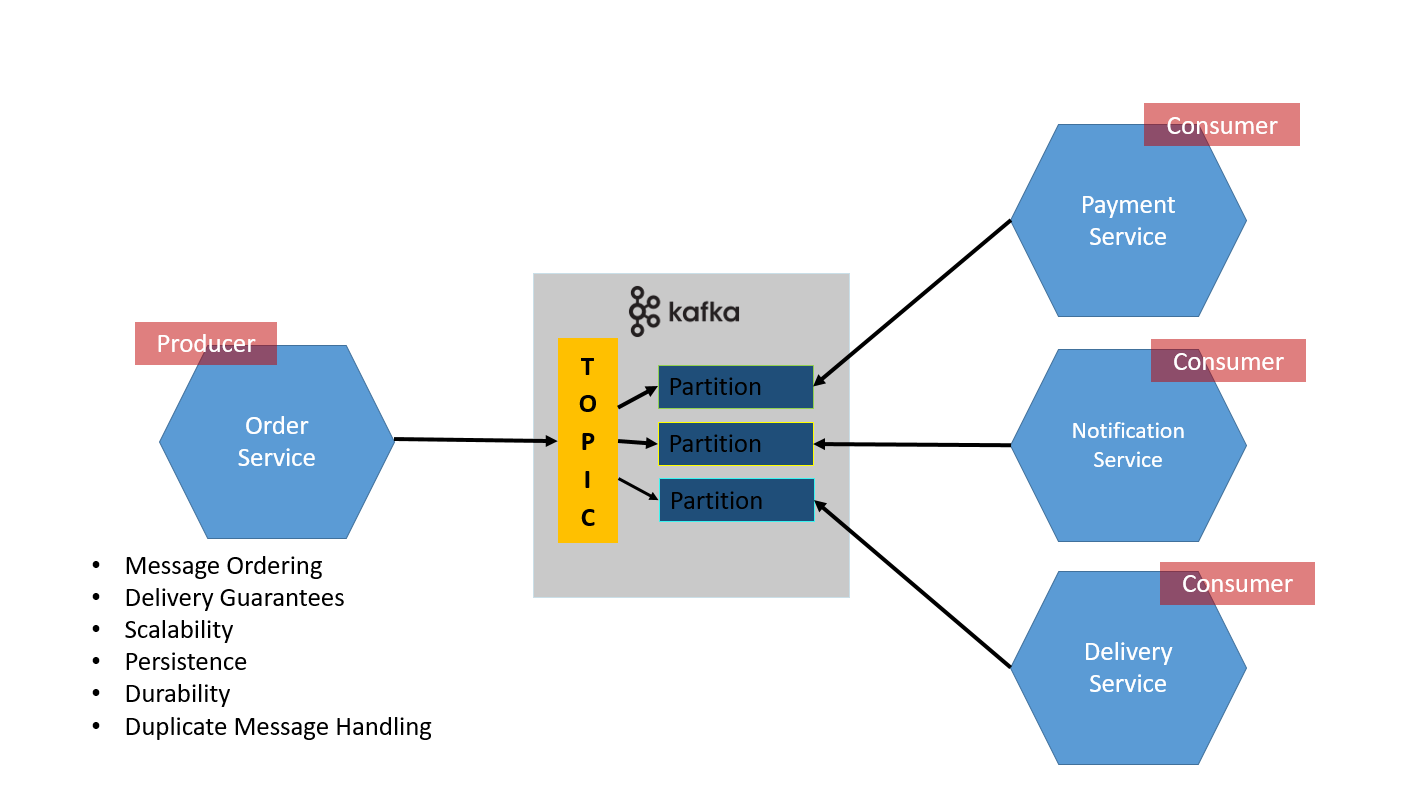 Consumer
Payment
Service
kafka
Producer
Order
Service
T
O
P
I
C
Partition
Partition
Partition
Consumer
Notification
Service
Consumer
Delivery
Service
• Message Ordering
• Delivery Guarantees
• Scalability
• Persistence
• Durability
• Duplicate Message Handling